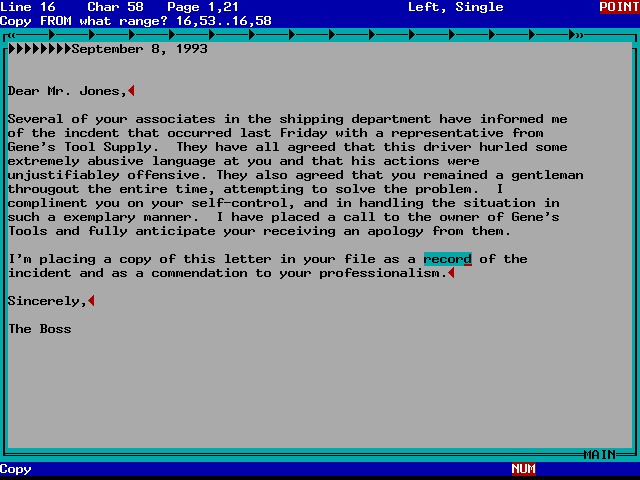 Line 16 Char 58 Page 1,21 Left, Single POINT
Copy FROM what range? 16,53..16,58
September 8, 1993
Dear Mr. Jones,
Several of your associates in the shipping department have informed me
of the incdent that occurred last Friday with a representative from
Gene's Tool Supply. They have all agreed that this driver hurled some
extremely abusive language at you and that his actions were
unjustifiabley offensive. They also agreed that you remained a gentleman
througout the entire time, attempting to solve the problem. I
compliment you on your self-control, and in handling the situation in
such a exemplary manner. I have placed a call to the owner of Gene's
Tools and fully anticipate your receiving an apology from them.
I'm placing a copy of this letter in your file as a record of the
incident and as a commendation to your professionalism.
Sincerely,
The Boss
MAIN
Copy NUM